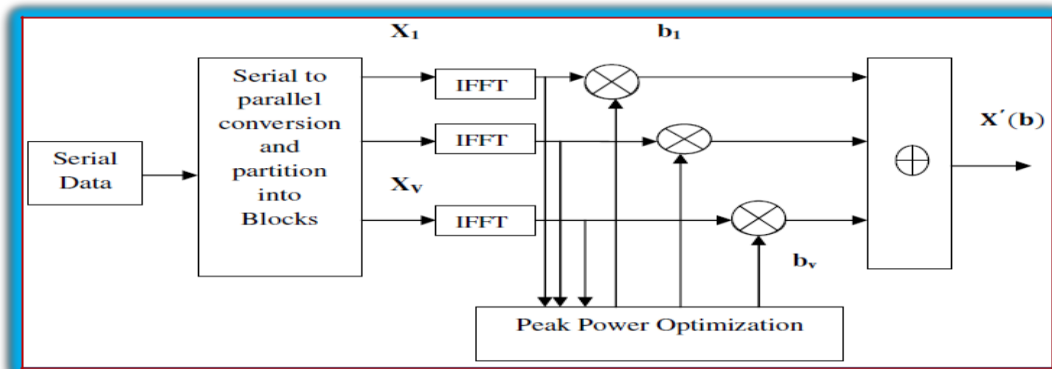 X1 b1
Serial to
parallel
conversion
and
partition
into
Blocks
IFFT
IFFT
IFFT
Serial
Data
XV
X´(b)
bv
Peak Power Optimization